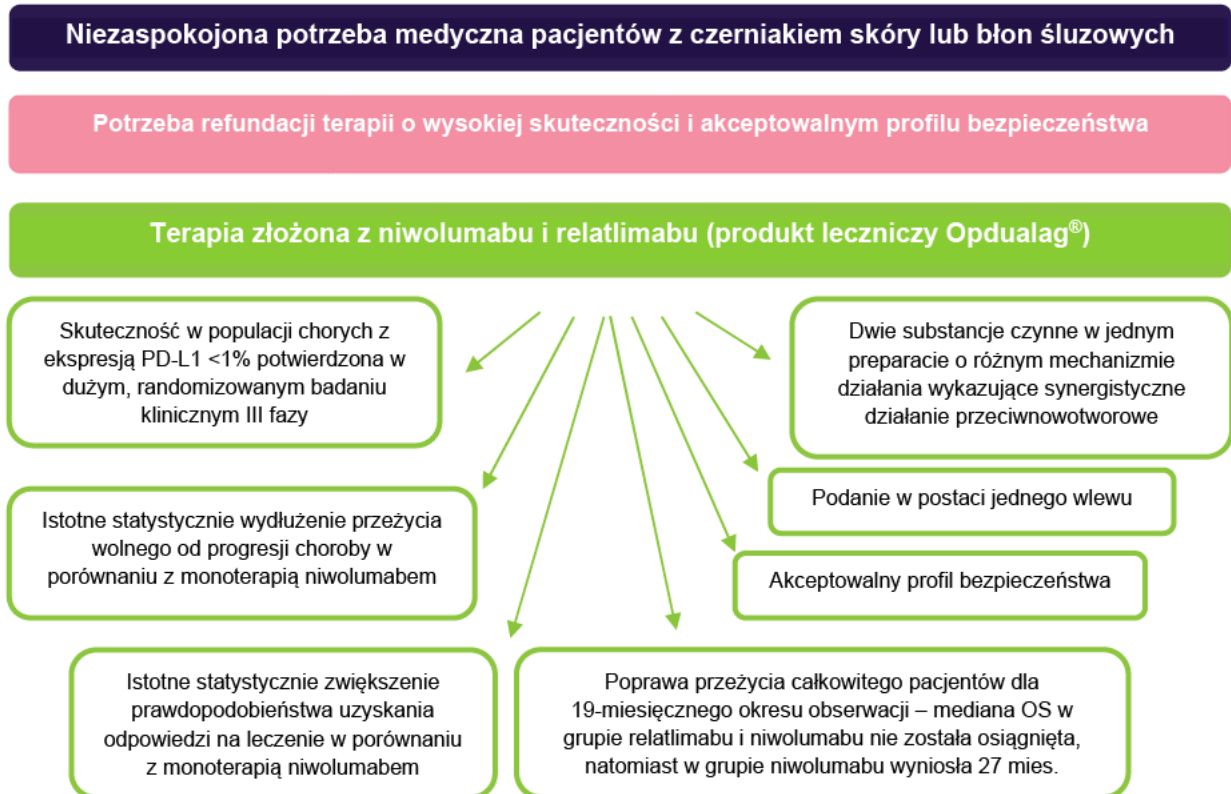 Niezaspokojona potrzeba medyczna pacjentów z czerniakiem skóry lub błon śluzowych
Potrzeba refundacji terapii o wysokiej skuteczności i akceptowalnym profilu bezpieczeństwa
Terapia złożona z niwolumabu i relatlimabu (produkt leczniczy Opdualag®)
Skuteczność w populacji chorych z
ekspresją PD-L1 <1% potwierdzona w
dużym, randomizowanym badaniu
klinicznym III fazy
Dwie substancje czynne w jednym
preparacie o różnym mechanizmie
działania wykazujące synergistyczne
działanie przeciwnowotworowe
Istotne statystycznie wydłużenie przeżycia
wolnego od progresji choroby w
porównaniu z monoterapią niwolumabem
Podanie w postaci jednego wlewu
Akceptowalny profil bezpieczeństwa
Istotne statystycznie zwiększenie
prawdopodobieństwa uzyskania
odpowiedzi na leczenie w porównaniu
z monoterapią niwolumabem
Poprawa przeżycia całkowitego pacjentów dla
19-miesięcznego okresu obserwacji – mediana OS w
grupie relatlimabu i niwolumabu nie została osiągnięta,
natomiast w grupie niwolumabu wyniosła 27 mies.